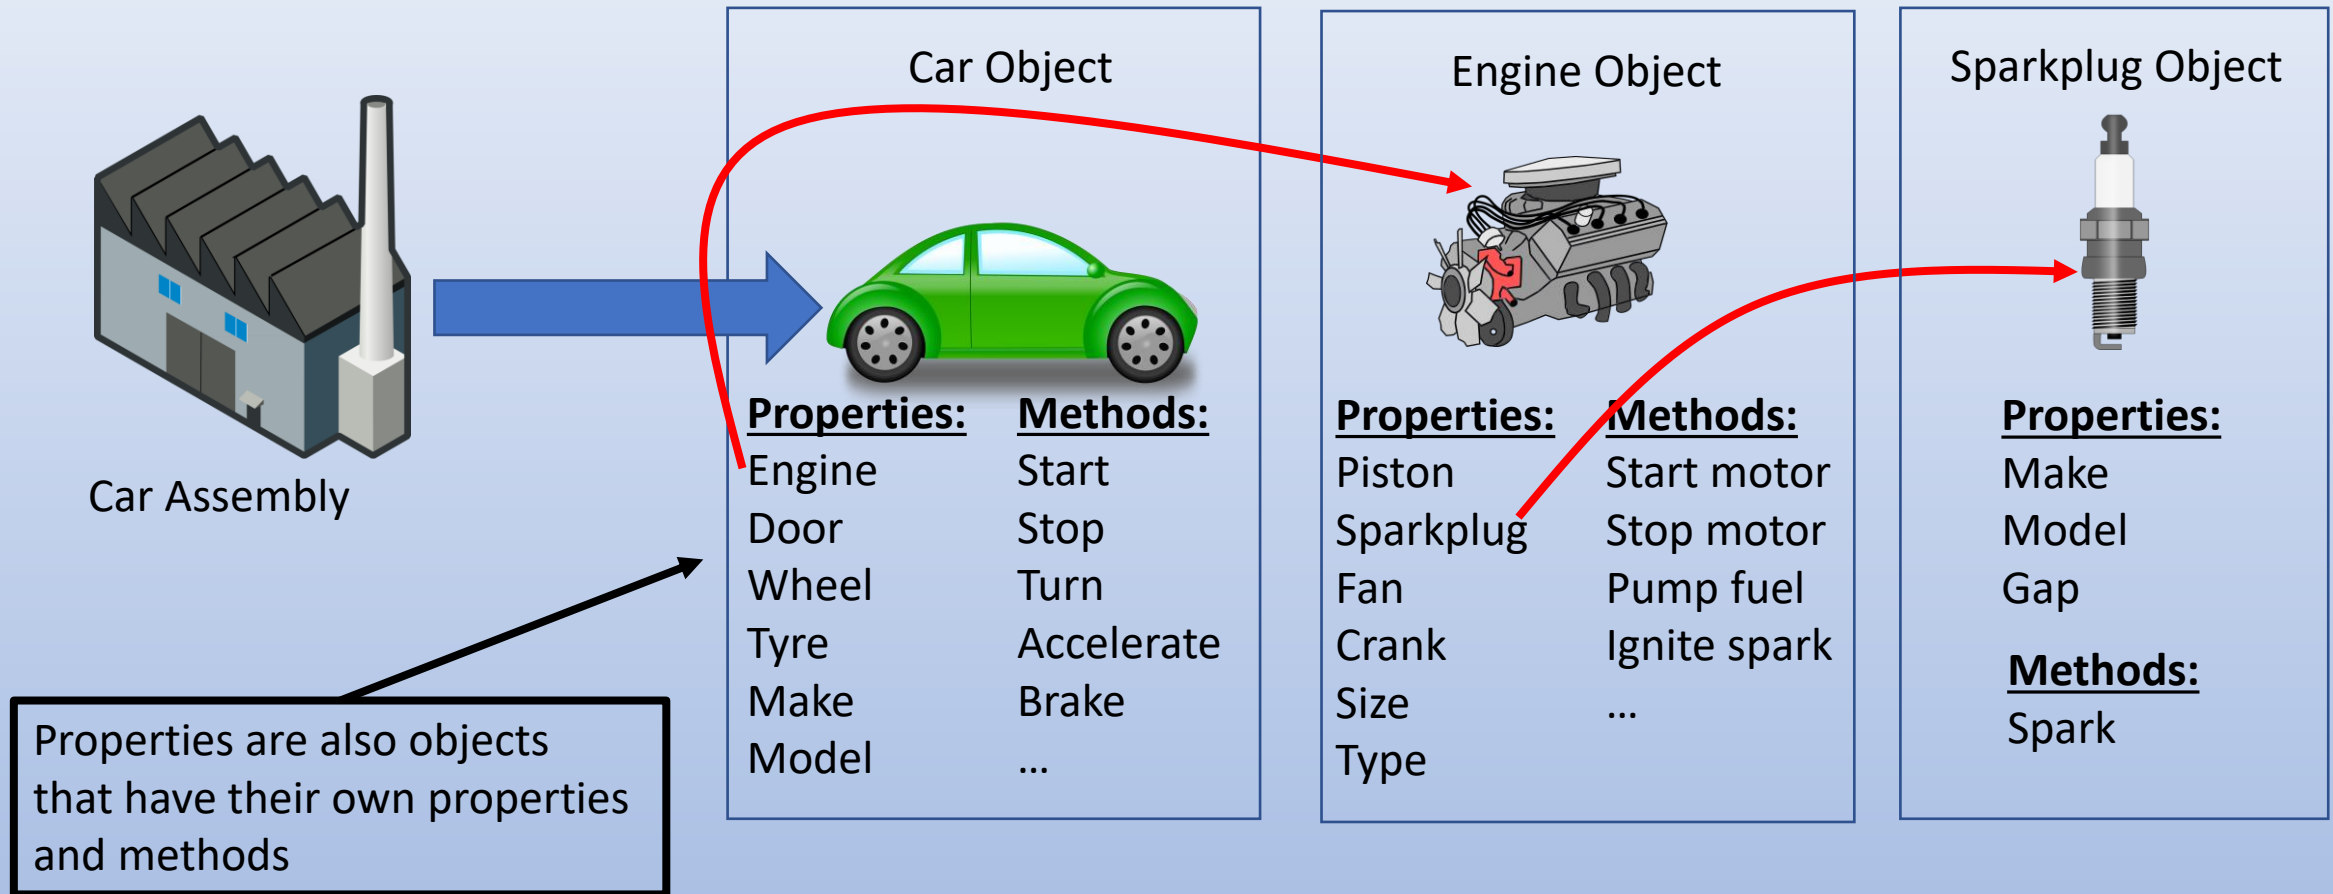 Car Assembly
Properties are also objects
that have their own properties
and methods
Car Object
Properties:
Engine
Door
Wheel
Tyre
Make
Model
Methods:
Start
Stop
Turn
Accelerate
Brake
...
Engine Object
Properties:
Piston
Sparkplug
Fan
Crank
Size
Type
Methods:
Start motor
Stop motor
Pump fuel
Ignite spark
...
Sparkplug Object
Properties:
Make
Model
Gap
Methods:
Spark